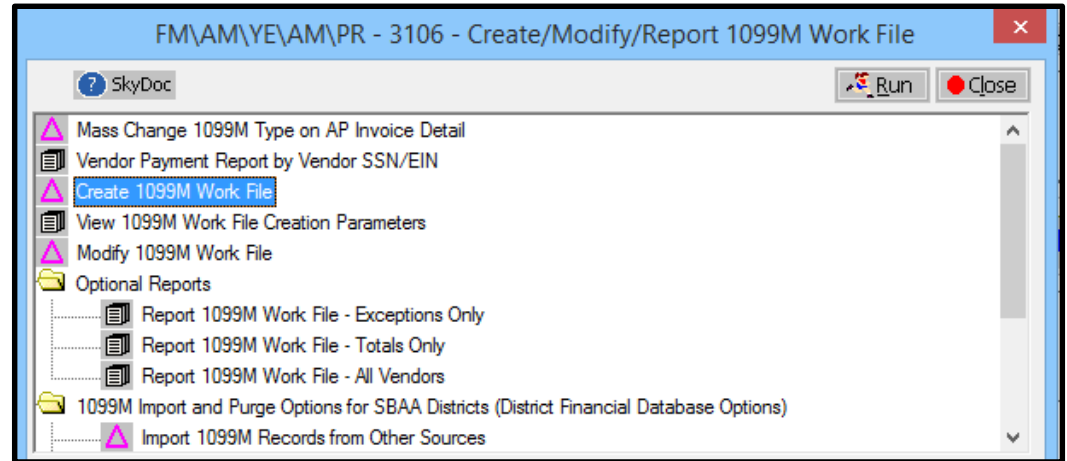 FM\AM\YE\AM\PR - 3106 - Create/Modify/Report 1099M Work File
SkyDoc Run Close
Mass Change 1099M Type on AP Invoice Detail
Vendor Payment Report by Vendor SSN/EIN
Create 1099M Work File
View 1099M Work File Creation Parameters
Modify 1099M Work File
Optional Reports
Report 1099M Work File - Exceptions Only
Report 1099M Work File - Totals Only
Report 1099M Work File - All Vendors
1099M Import and Purge Options for SBAA Districts (District Financial Database Options)
Import 1099M Records from Other Sources